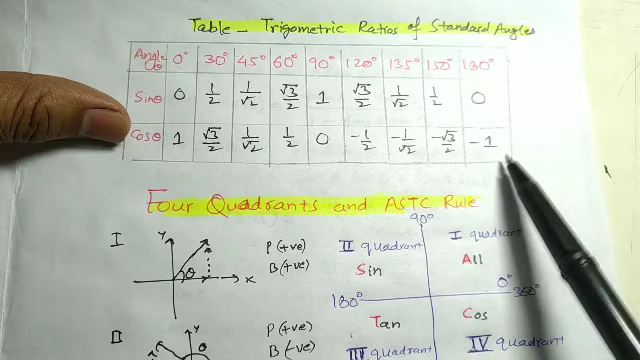 Table - Trigometric Ratios of Standard Angles
Angle θ 0° 30° 45° 60° 90° 120° 135° 150° 180°
Sinθ 0 1/2 1/√2 √3/2 1 √3/2 1/√2 1/2 0
Cosθ 1 √3/2 1/√2 1/2 0 -1/2 -1/√2 -√3/2 -1
Four Quadrants and ASTC Rule
90°
I Y P(+ve) II quadrant I quadrant
θ X B(+ve) Sin All
180° 0° 360°
II Y P(+ve) Tan Cos
θ B(-ve) III quadrant IV quadrant